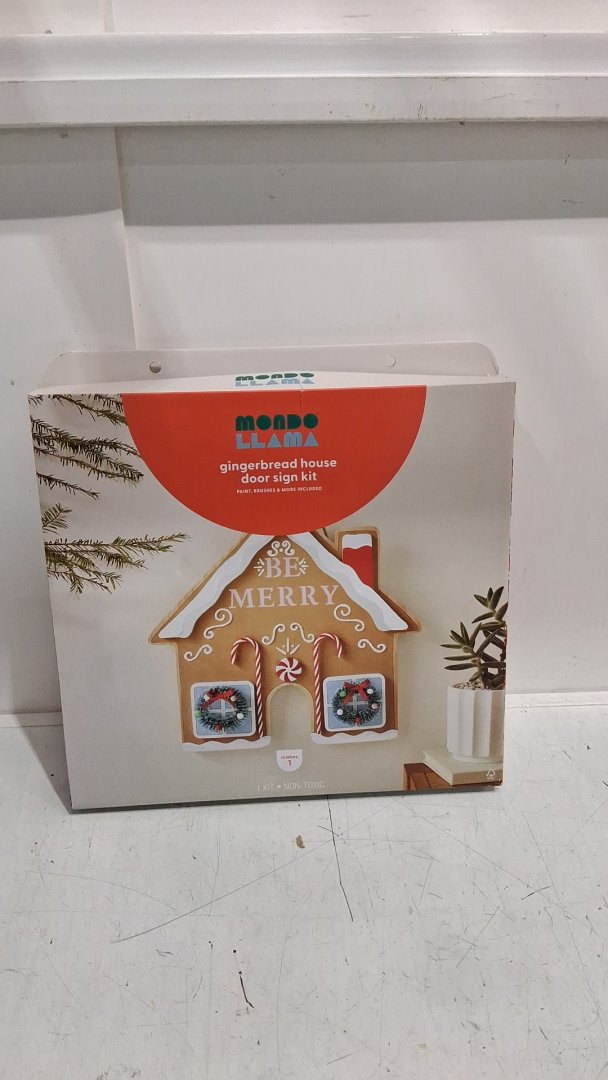 MONDO
LLAMA
MONDO
LLAMA
gingerbread house
door sign kit
PAINT, BRUSHES & MORE INCLUDED
BE
MERRY
makes
1
1 KIT • NON-TOXIC